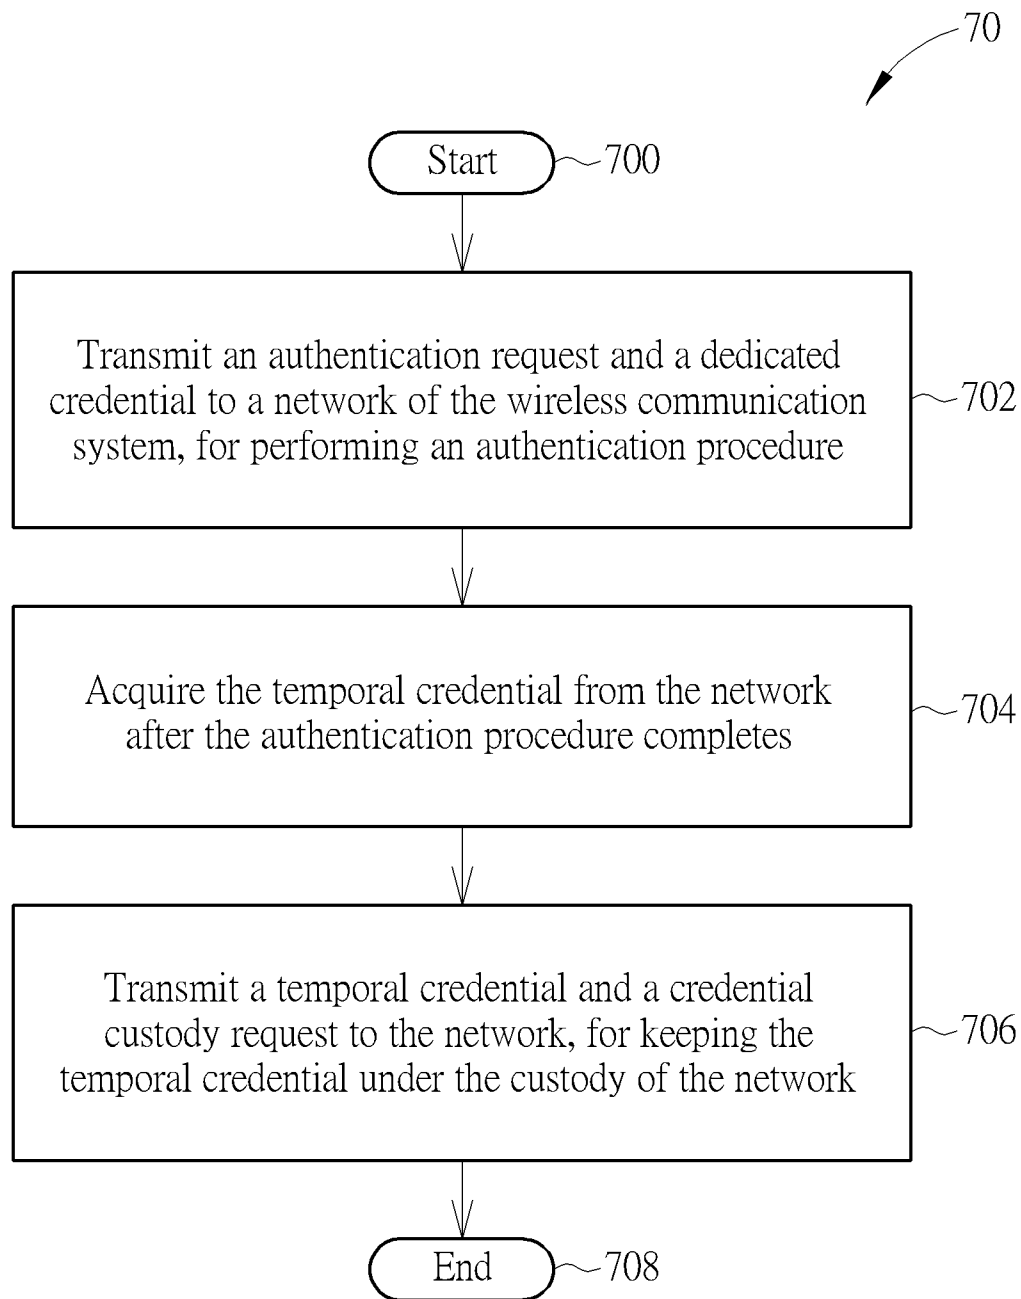 70
Start
700
Transmit an authentication request and a dedicated
credential to a network of the wireless communication
system, for performing an authentication procedure
702
Acquire the temporal credential from the network
after the authentication procedure completes
704
Transmit a temporal credential and a credential
custody request to the network, for keeping the
temporal credential under the custody of the network
706
End
708